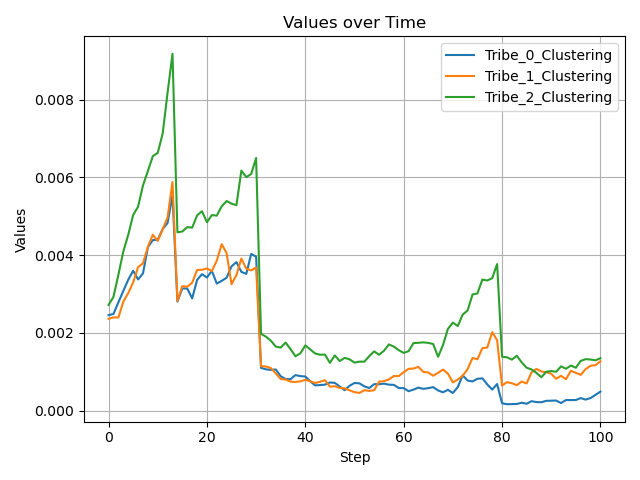 Values over Time
Tribe_0_Clustering
Tribe_1_Clustering
Tribe_2_Clustering
Values
0.008
0.006
0.004
0.002
0.000
0
20
40
60
80
100
Step